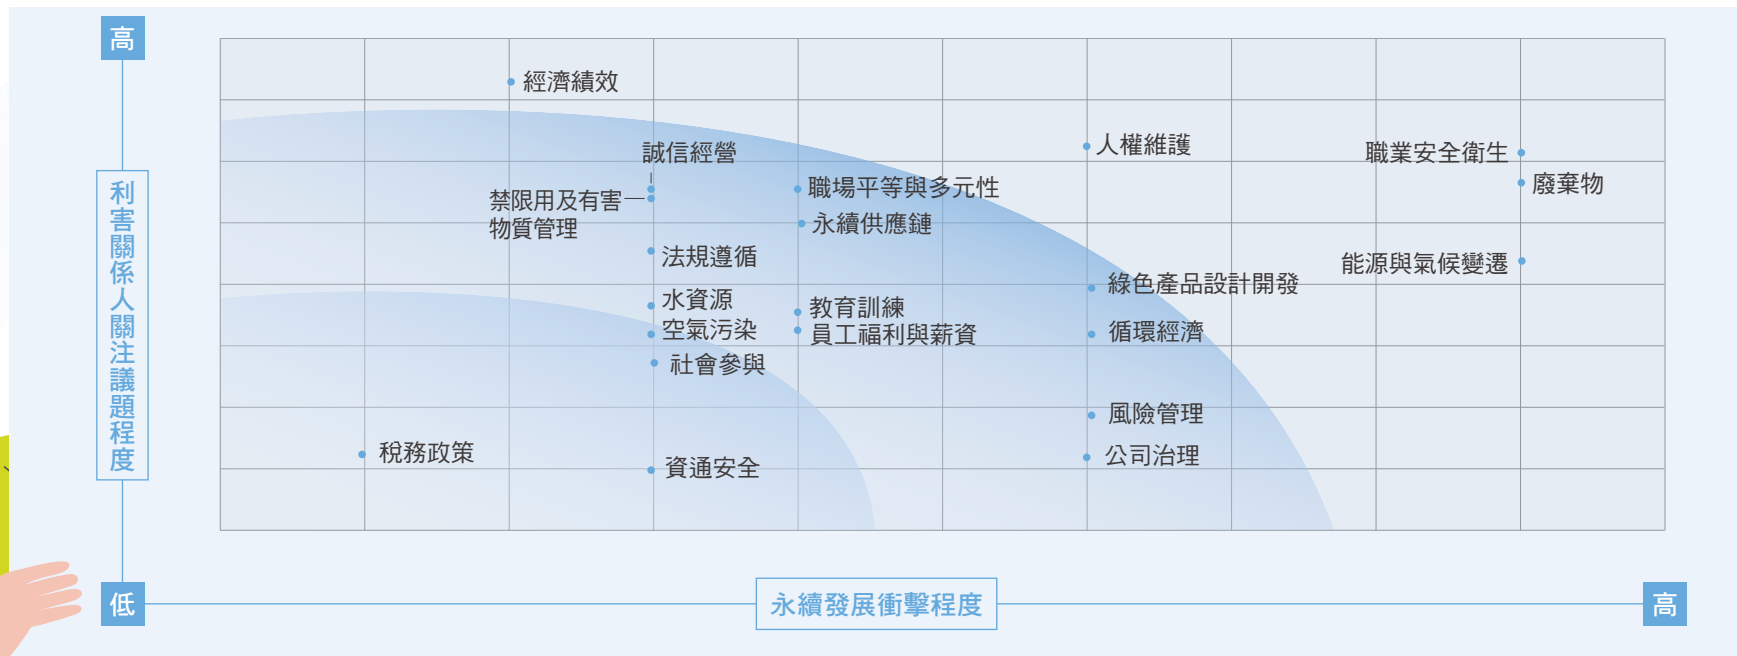 高
經濟績效
人權維護
誠信經營
職業安全衛生
廢棄物
職場平等與多元性
禁限用及有害
物質管理
永續供應鏈
法規遵循
能源與氣候變遷
綠色產品設計開發
水資源
教育訓練
空氣污染
員工福利與薪資
循環經濟
社會參與
風險管理
稅務政策
公司治理
資通安全
利害關係人關注議題程度
低
永續發展衝擊程度
高